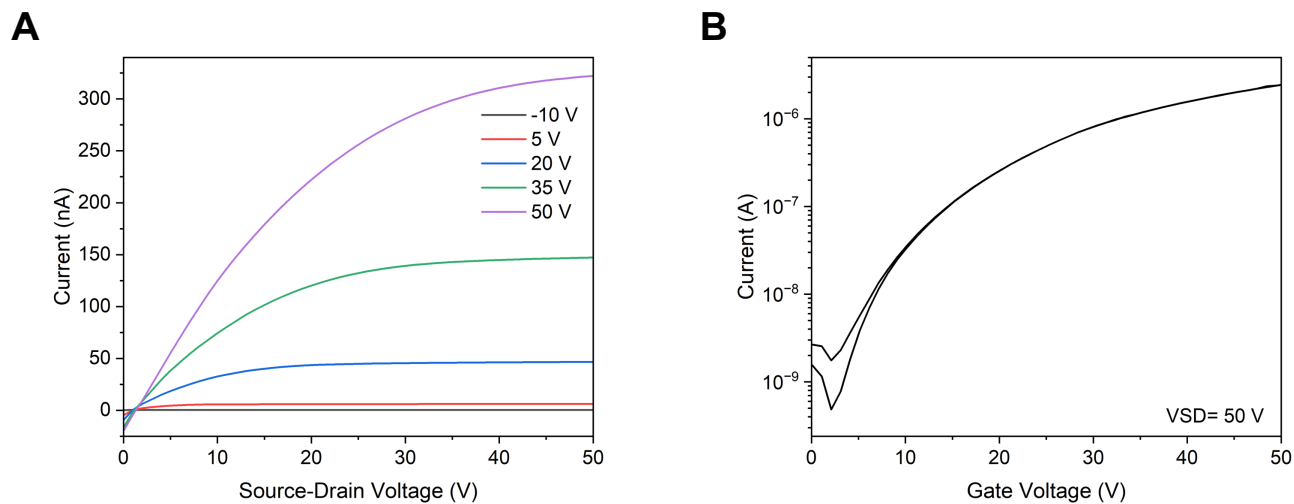 A
Current (nA)
300
250
200
150
100
50
0
-10 V
5 V
20 V
35 V
50 V
0
10
20
30
40
50
Source-Drain Voltage (V)
B
Current (A)
10⁻⁶
10⁻⁷
10⁻⁸
10⁻⁹
VSD= 50 V
0
10
20
30
40
50
Gate Voltage (V)